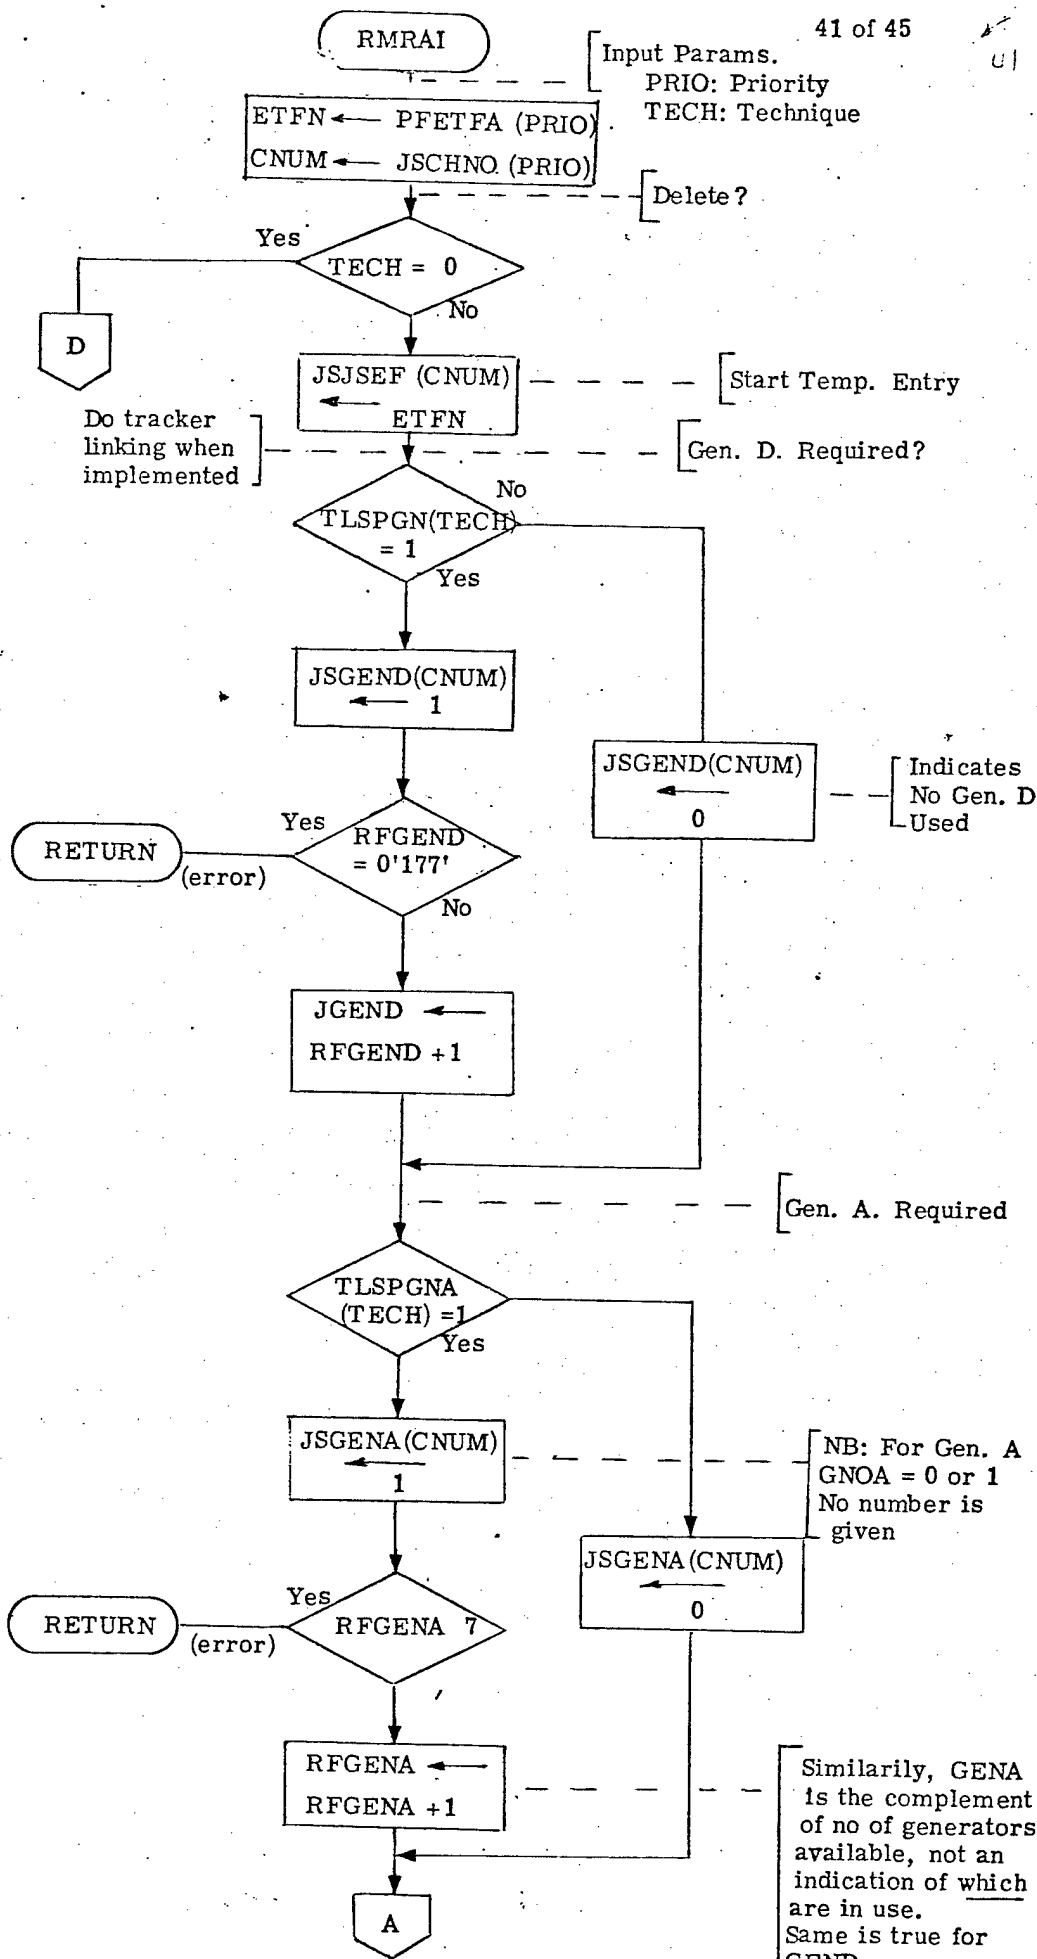 RMRAI
41 of 45
41
Input Params.
PRIO: Priority
TECH: Technique
ETFN ← PFETFA (PRIO)
CNUM ← JSCHNO (PRIO)
Delete?
Yes
TECH = 0
No
D
JSJSEF (CNUM)
←
ETFN
Start Temp. Entry
Do tracker
linking when
implemented
Gen. D. Required?
No
TLSPGN(TECH)
= 1
Yes
JSGEND(CNUM)
← 1
JSGEND(CNUM)
←
0
Indicates
No Gen. D
Used
Yes
RFGEND
= 0'177'
RETURN
(error)
No
JGEND ←
RFGEND +1
Gen. A. Required
TLSPGNA
(TECH) =1
Yes
JSGENA(CNUM)
←
1
NB: For Gen. A
GNOA = 0 or 1
No number is
given
JSGENA(CNUM)
←
0
Yes
RFGENA 7
RETURN
(error)
RFGENA ←
RFGENA +1
Similarily, GENA
is the complement
of no of generators
available, not an
indication of which
are in use.
Same is true for
A